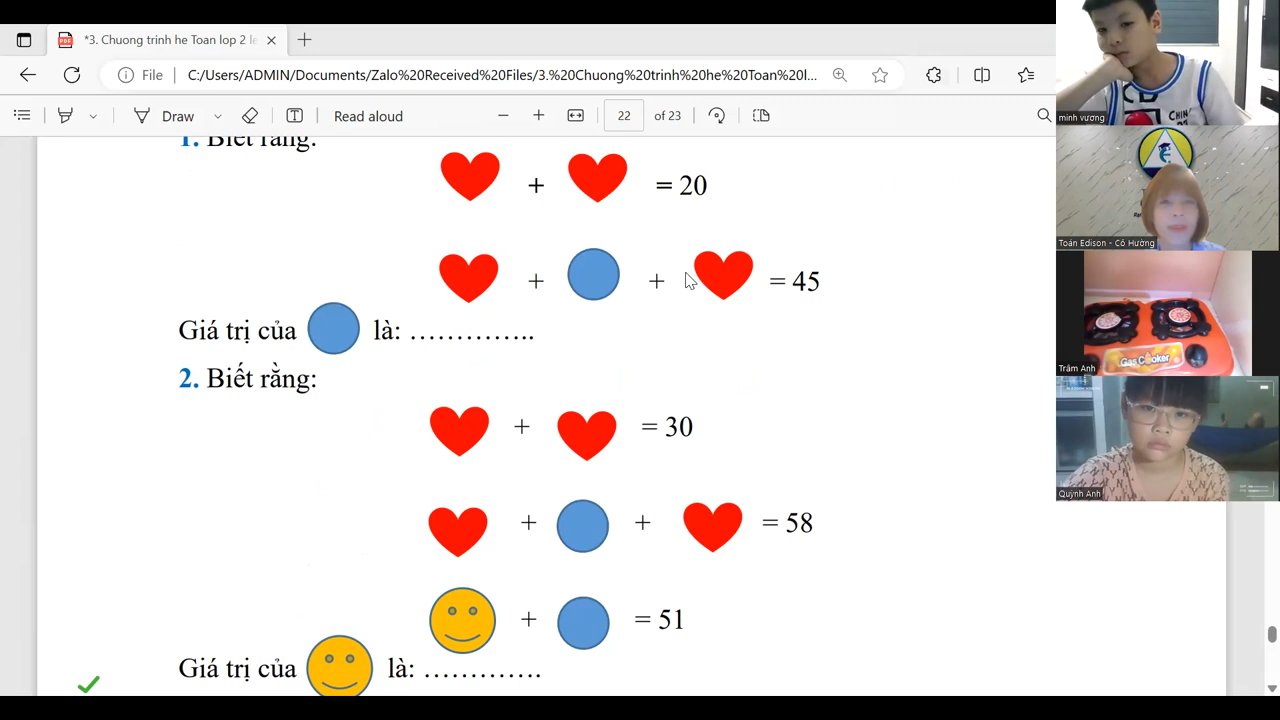 *3. Chuong trinh he Toan lop 2 le
File C:/Users/ADMIN/Documents/Zalo%20Received%20Files/3.%20Chuong%20trinh%20he%20Toan%20l...
Draw Read aloud 22 of 23
1. Biết rằng:
+ = 20
+ + = 45
Giá trị của là: …………..
2. Biết rằng:
+ = 30
+ + = 58
+ = 51
Giá trị của là: ………….
minh vương
CHIN
Toán Edison - Cô Hường
Gas Cooker
Trâm Anh
Quỳnh Anh